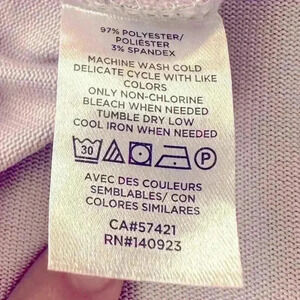 97% POLYESTER/
POLIÉSTER
3% SPANDEX
MACHINE WASH COLD
DELICATE CYCLE WITH LIKE
COLORS
ONLY NON-CHLORINE
BLEACH WHEN NEEDED
TUMBLE DRY LOW
COOL IRON WHEN NEEDED
30 P
AVEC DES COULEURS
SEMBLABLES/ CON
COLORES SIMILARES
CA#57421
RN#140923